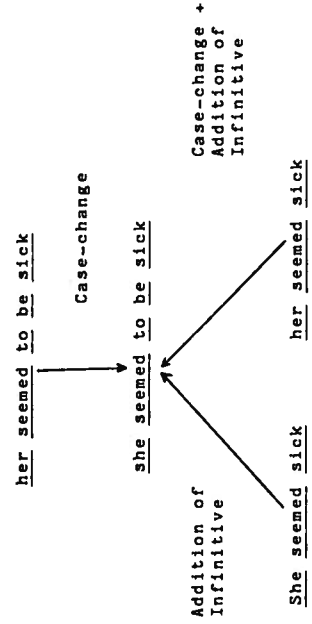 her seemed to be sick
Case-change
she seemed to be sick
Addition of
Infinitive
Case-change +
Addition of
Infinitive
She seemed sick
her seemed sick